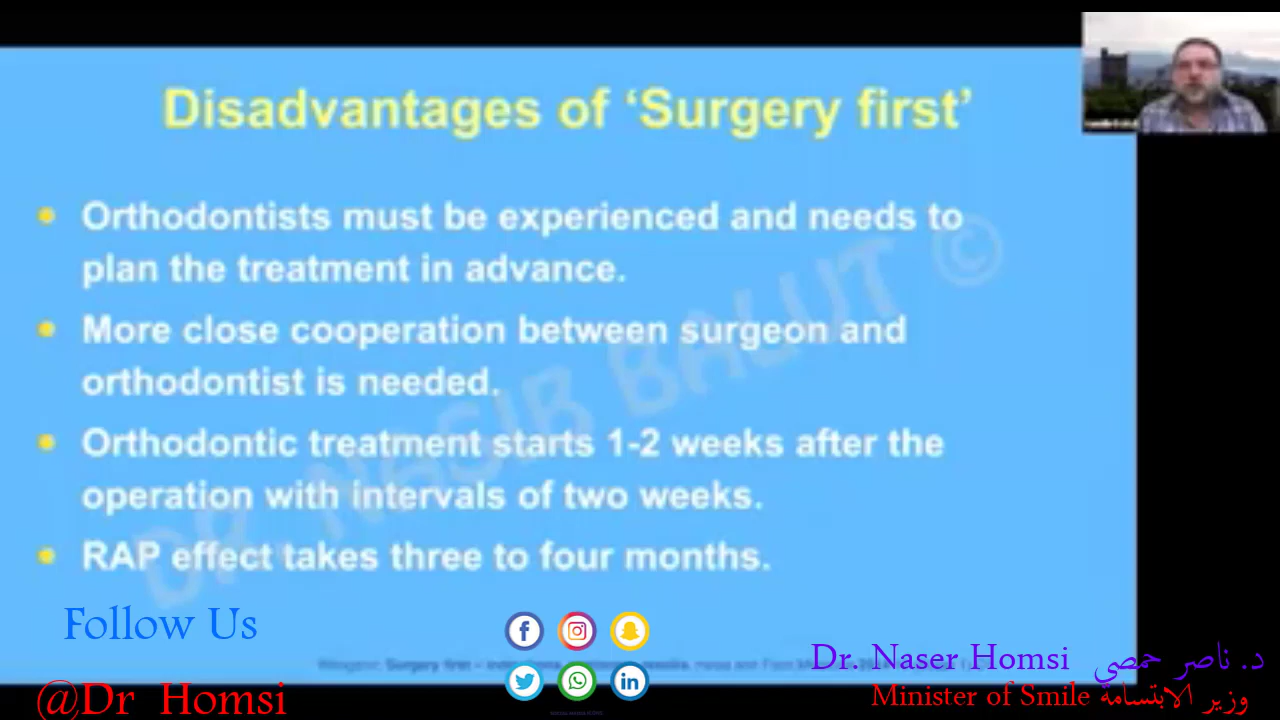 Disadvantages of ‘Surgery first’
• Orthodontists must be experienced and needs to
plan the treatment in advance.
• More close cooperation between surgeon and
orthodontist is needed.
• Orthodontic treatment starts 1-2 weeks after the
operation with intervals of two weeks.
• RAP effect takes three to four months.
DR. NASIB BALUT ©
Follow Us
@Dr Homsi
Dr. Naser Homsi د. ناصر حمصي
Minister of Smile وزير الابتسامة